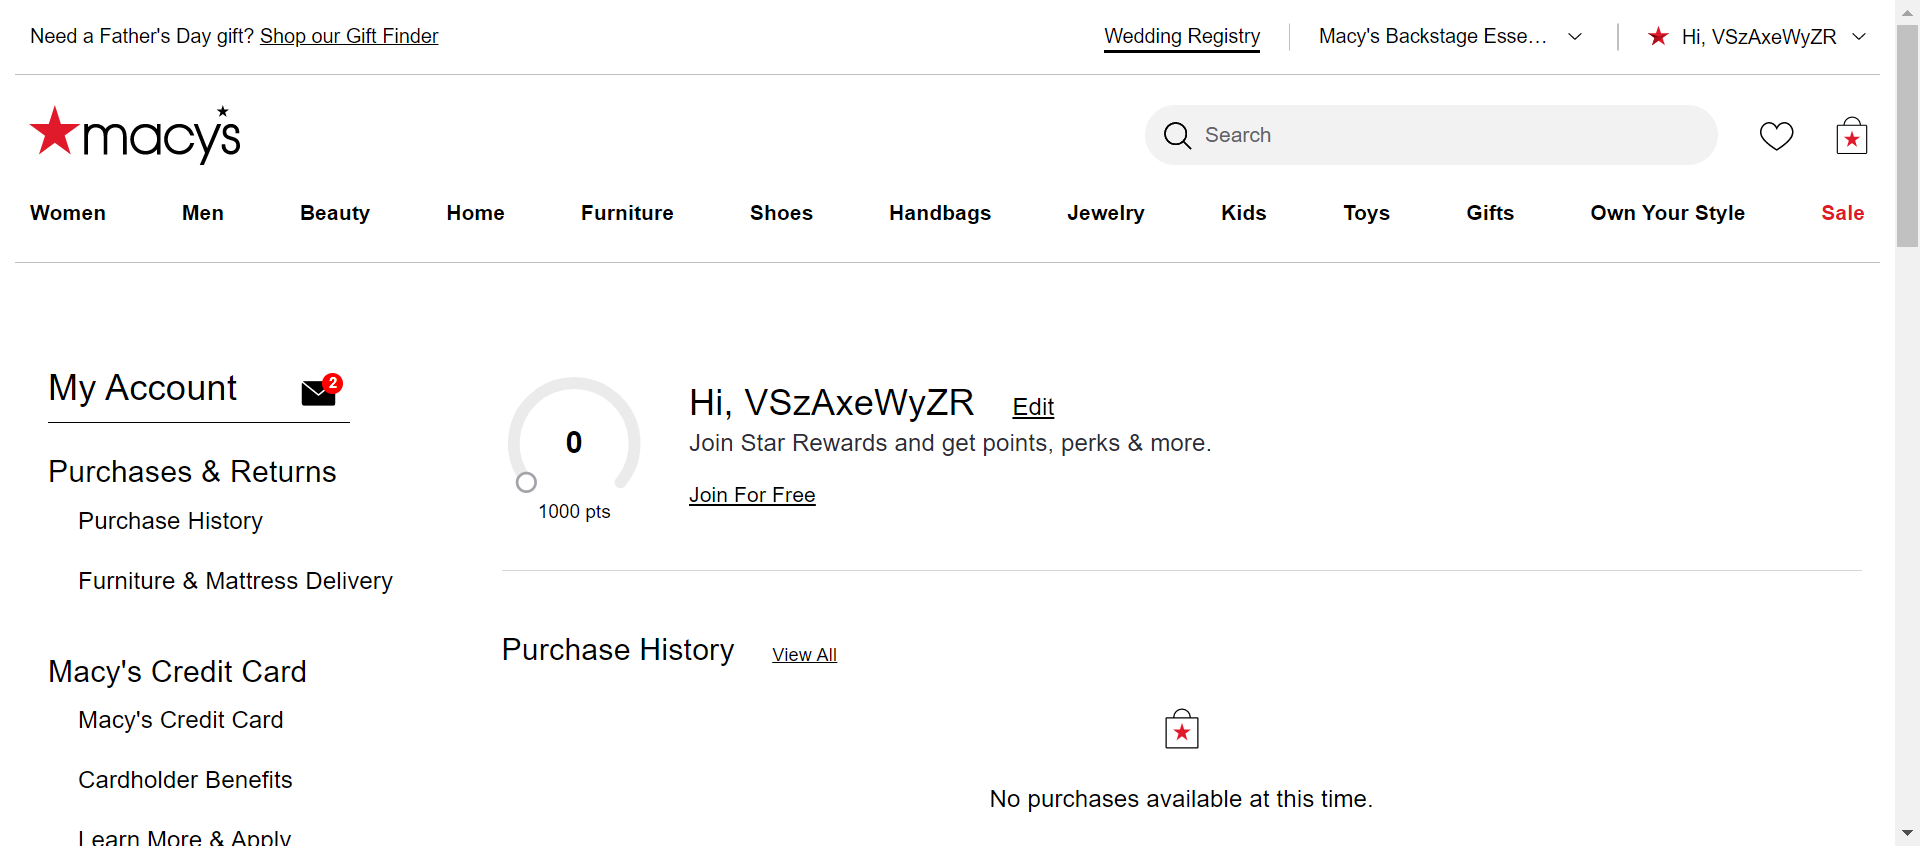 Need a Father's Day gift? Shop our Gift Finder
Wedding Registry
Macy's Backstage Esse...
Hi, VSzAxeWyZR
macy's
Search
Women
Men
Beauty
Home
Furniture
Shoes
Handbags
Jewelry
Kids
Toys
Gifts
Own Your Style
Sale
My Account
2
Purchases & Returns
Purchase History
Furniture & Mattress Delivery
Macy's Credit Card
Macy's Credit Card
Cardholder Benefits
Learn More & Apply
0
1000 pts
Hi, VSzAxeWyZR
Edit
Join Star Rewards and get points, perks & more.
Join For Free
Purchase History
View All
No purchases available at this time.